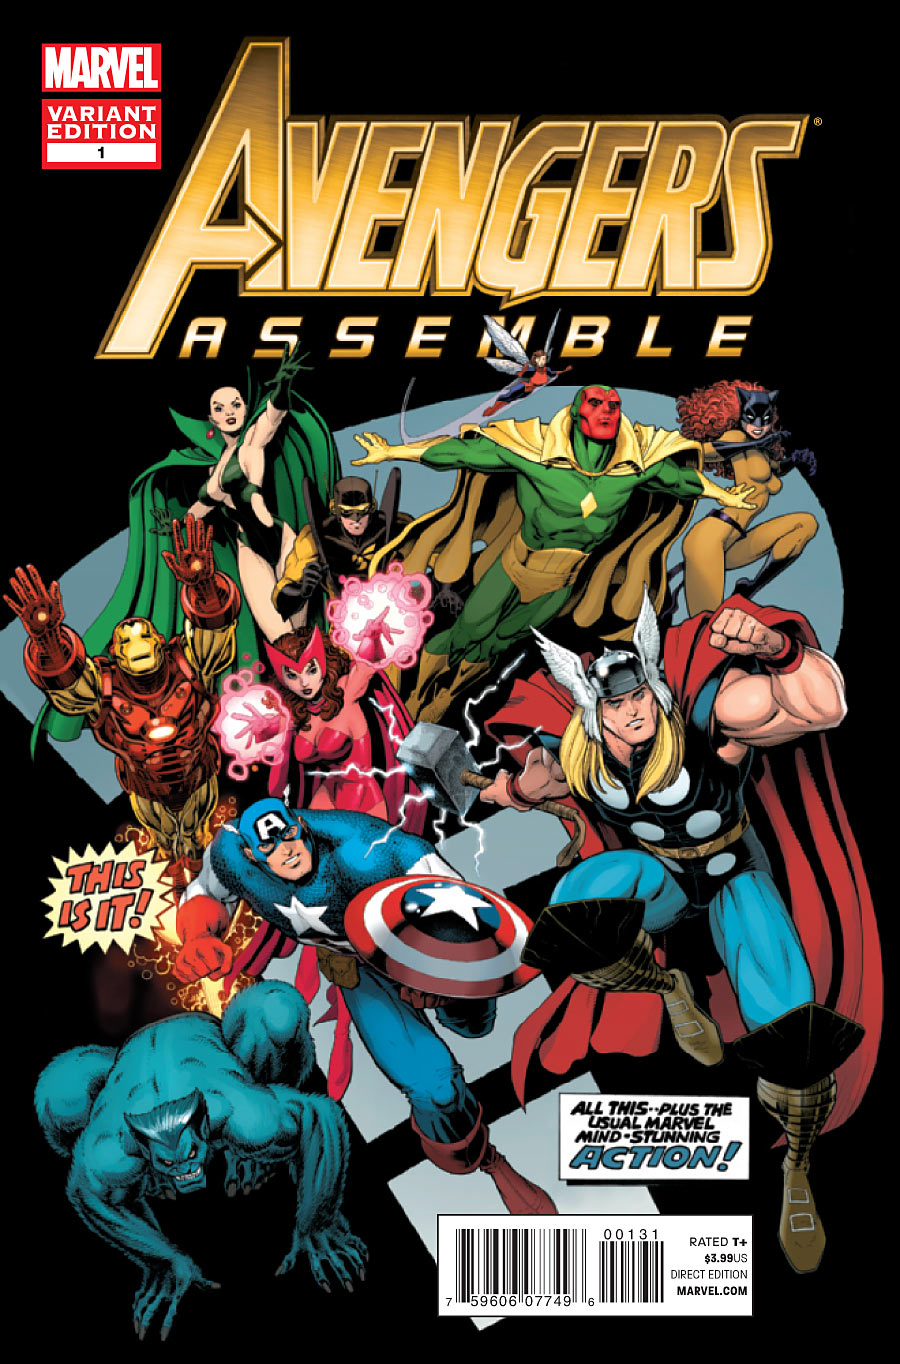 MARVEL
VARIANT
EDITION
1
AVENGERS®
ASSEMBLE
A
THIS
IS IT!
ALL THIS--PLUS THE
USUAL MARVEL
MIND-STUNNING
ACTION!
00131
7 59606 07749 6
RATED T+
$3.99US
DIRECT EDITION
MARVEL.COM